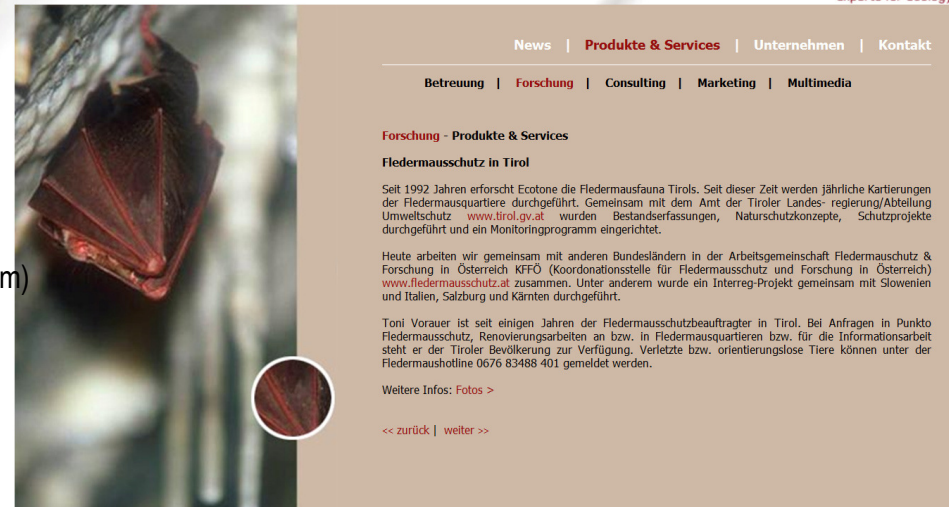 News | Produkte & Services | Unternehmen | Kontakt
Betreuung | Forschung | Consulting | Marketing | Multimedia
Forschung - Produkte & Services
Fledermausschutz in Tirol
Seit 1992 Jahren erforscht Ecotone die Fledermausfauna Tirols. Seit dieser Zeit werden jährliche Kartierungen
der Fledermausquartiere durchgeführt. Gemeinsam mit dem Amt der Tiroler Landes- regierung/Abteilung
Umweltschutz www.tirol.gv.at wurden Bestandserfassungen, Naturschutzkonzepte, Schutzprojekte
durchgeführt und ein Monitoringprogramm eingerichtet.
Heute arbeiten wir gemeinsam mit anderen Bundesländern in der Arbeitsgemeinschaft Fledermauschutz &
Forschung in Österreich KFFÖ (Koordonationsstelle für Fledermausschutz und Forschung in Österreich)
www.fledermausschutz.at zusammen. Unter anderem wurde ein Interreg-Projekt gemeinsam mit Slowenien
und Italien, Salzburg und Kärnten durchgeführt.
Toni Vorauer ist seit einigen Jahren der Fledermausschutzbeauftragter in Tirol. Bei Anfragen in Punkto
Fledermausschutz, Renovierungsarbeiten an bzw. in Fledermausquartieren bzw. für die Informationsarbeit
steht er der Tiroler Bevölkerung zur Verfügung. Verletzte bzw. orientierungslose Tiere können unter der
Fledermaushotline 0676 83488 401 gemeldet werden.
Weitere Infos: Fotos >
<< zurück | weiter >>
m)